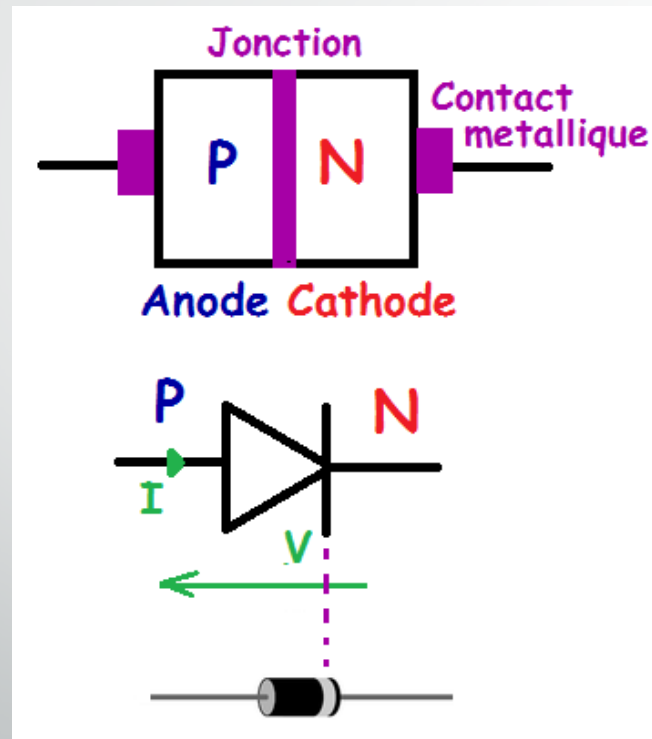 Jonction
Contact
metallique
P N
Anode Cathode
P N
I
V